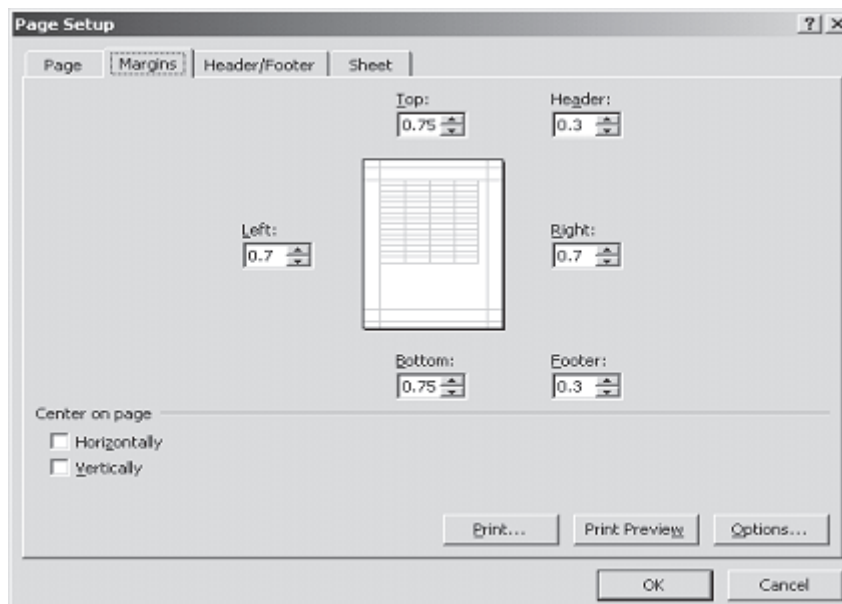 Page Setup
Page Margins Header/Footer Sheet
Top: Header:
0.75 0.3
Left: Right:
0.7 0.7
Bottom: Footer:
0.75 0.3
Center on page
Horizontally
Vertically
Print... Print Preview Options...
OK Cancel